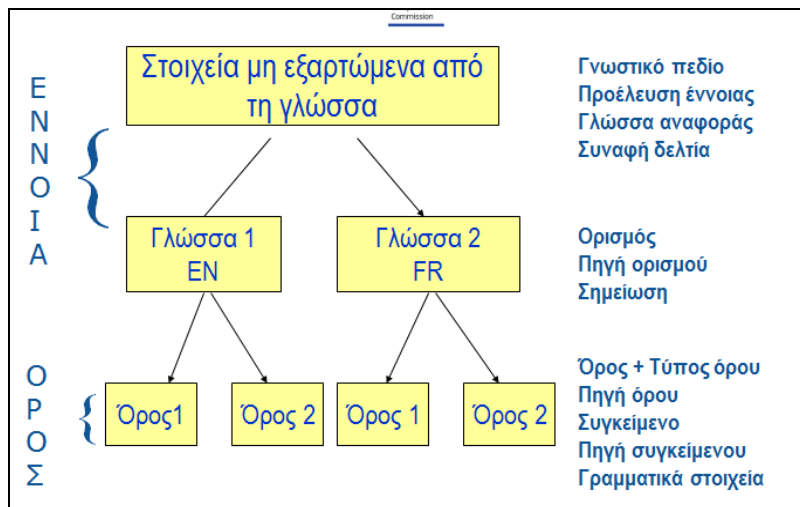 Commission
Στοιχεία μη εξαρτώμενα από
τη γλώσσα
Γνωστικό πεδίο
Προέλευση έννοιας
Γλώσσα αναφοράς
Συναφή δελτία
ΕΝΝΟΙΑ
Γλώσσα 1
EN
Γλώσσα 2
FR
Ορισμός
Πηγή ορισμού
Σημείωση
ΟΡΟΣ
Όρος1
Όρος 2
Όρος 1
Όρος 2
Όρος + Τύπος όρου
Πηγή όρου
Συγκείμενο
Πηγή συγκείμενου
Γραμματικά στοιχεία